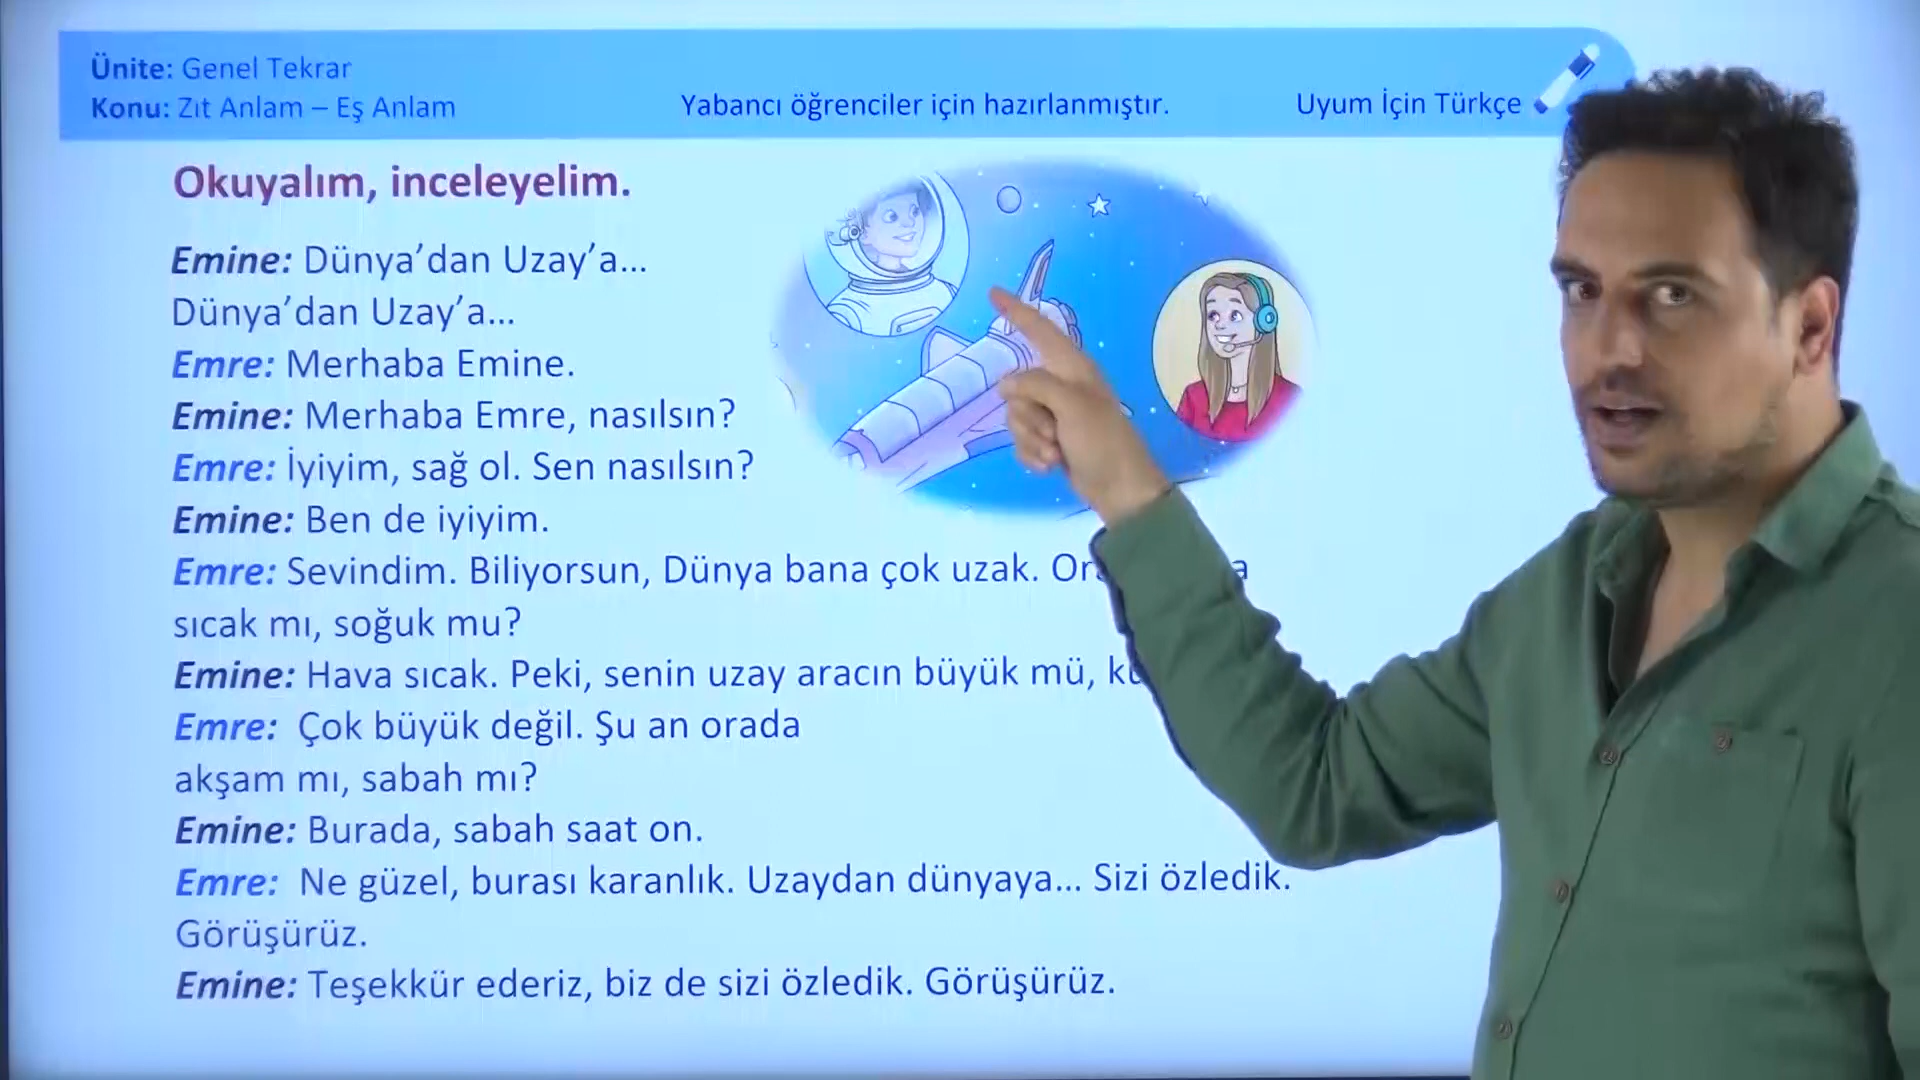 Ünite: Genel Tekrar
Konu: Zıt Anlam – Eş Anlam
Yabancı öğrenciler için hazırlanmıştır.
Uyum İçin Türkçe
Okuyalım, inceleyelim.
Emine: Dünya’dan Uzay’a...
Dünya’dan Uzay’a...
Emre: Merhaba Emine.
Emine: Merhaba Emre, nasılsın?
Emre: İyiyim, sağ ol. Sen nasılsın?
Emine: Ben de iyiyim.
Emre: Sevindim. Biliyorsun, Dünya bana çok uzak.
sıcak mı, soğuk mu?
Emine: Hava sıcak. Peki, senin uzay aracın büyük mü,
Emre: Çok büyük değil. Şu an orada
akşam mı, sabah mı?
Emine: Burada, sabah saat on.
Emre: Ne güzel, burası karanlık. Uzaydan dünyaya... Sizi özledik.
Görüşürüz.
Emine: Teşekkür ederiz, biz de sizi özledik. Görüşürüz.